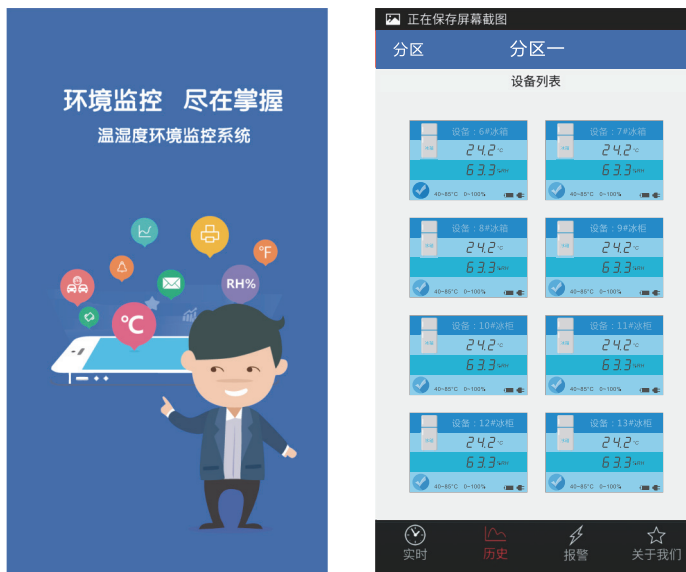 环境监控 尽在掌握
温湿度环境监控系统
°F
RH%
°C
正在保存屏幕截图
分区 分区一
设备列表
设备：6#冰箱
24.2 °C
63.3 %RH
40~85°C 0~100%
设备：7#冰箱
24.2 °C
63.3 %RH
40~85°C 0~100%
设备：8#冰箱
24.2 °C
63.3 %RH
40~85°C 0~100%
设备：9#冰柜
24.2 °C
63.3 %RH
40~85°C 0~100%
设备：10#冰柜
24.2 °C
63.3 %RH
40~85°C 0~100%
设备：11#冰柜
24.2 °C
63.3 %RH
40~85°C 0~100%
设备：12#冰柜
24.2 °C
63.3 %RH
40~85°C 0~100%
设备：13#冰柜
24.2 °C
63.3 %RH
40~85°C 0~100%
实时 历史 报警 关于我们